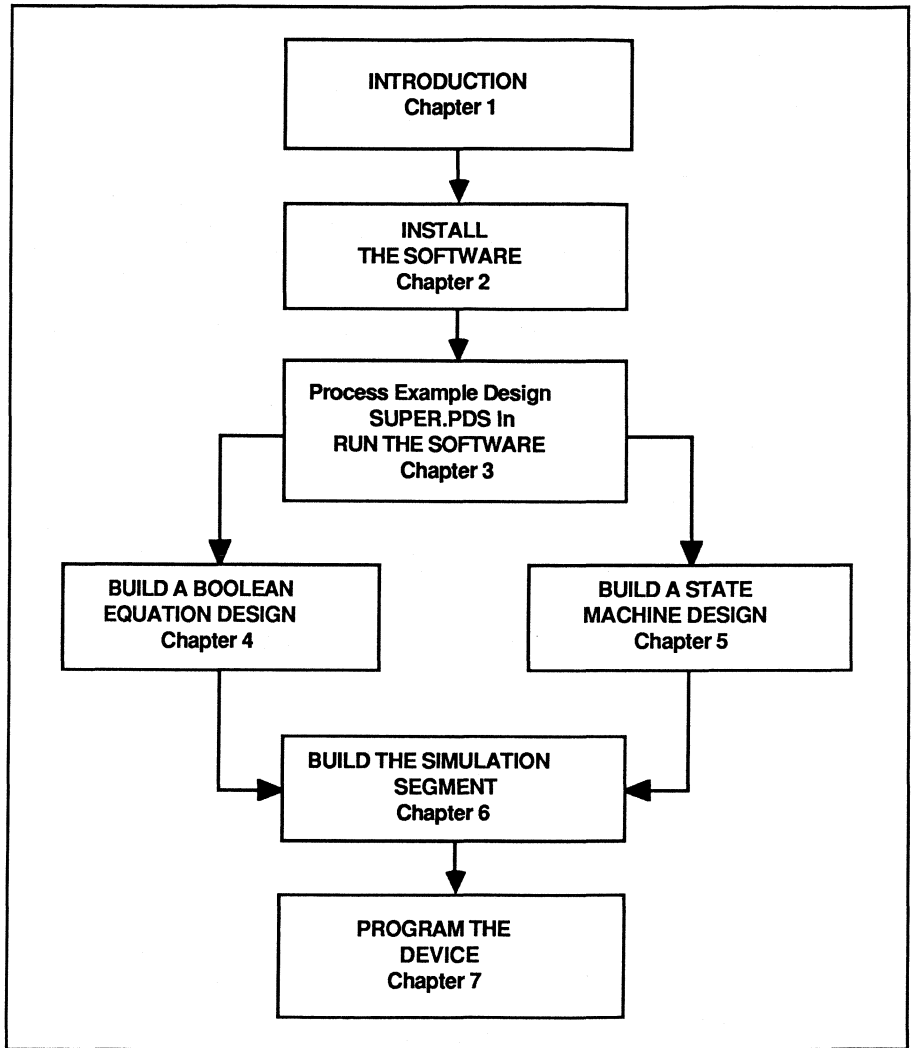 INTRODUCTION
Chapter 1
INSTALL
THE SOFTWARE
Chapter 2
Process Example Design
SUPER.PDS In
RUN THE SOFTWARE
Chapter 3
BUILD A BOOLEAN
EQUATION DESIGN
Chapter 4
BUILD A STATE
MACHINE DESIGN
Chapter 5
BUILD THE SIMULATION
SEGMENT
Chapter 6
PROGRAM THE
DEVICE
Chapter 7